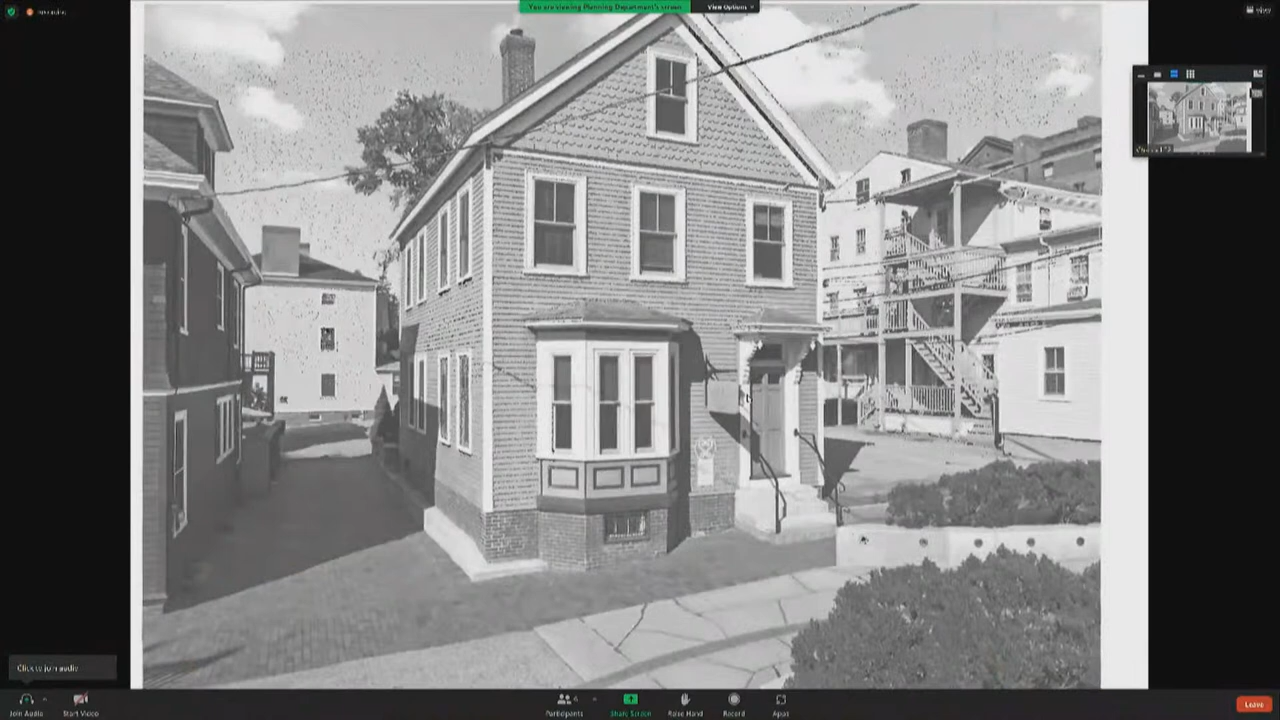 You are viewing Planning Department's screen
View Options
View
Click to join audio
Join Audio
Start Video
Participants
Share Screen
Raise Hand
Record
Apps
Leave